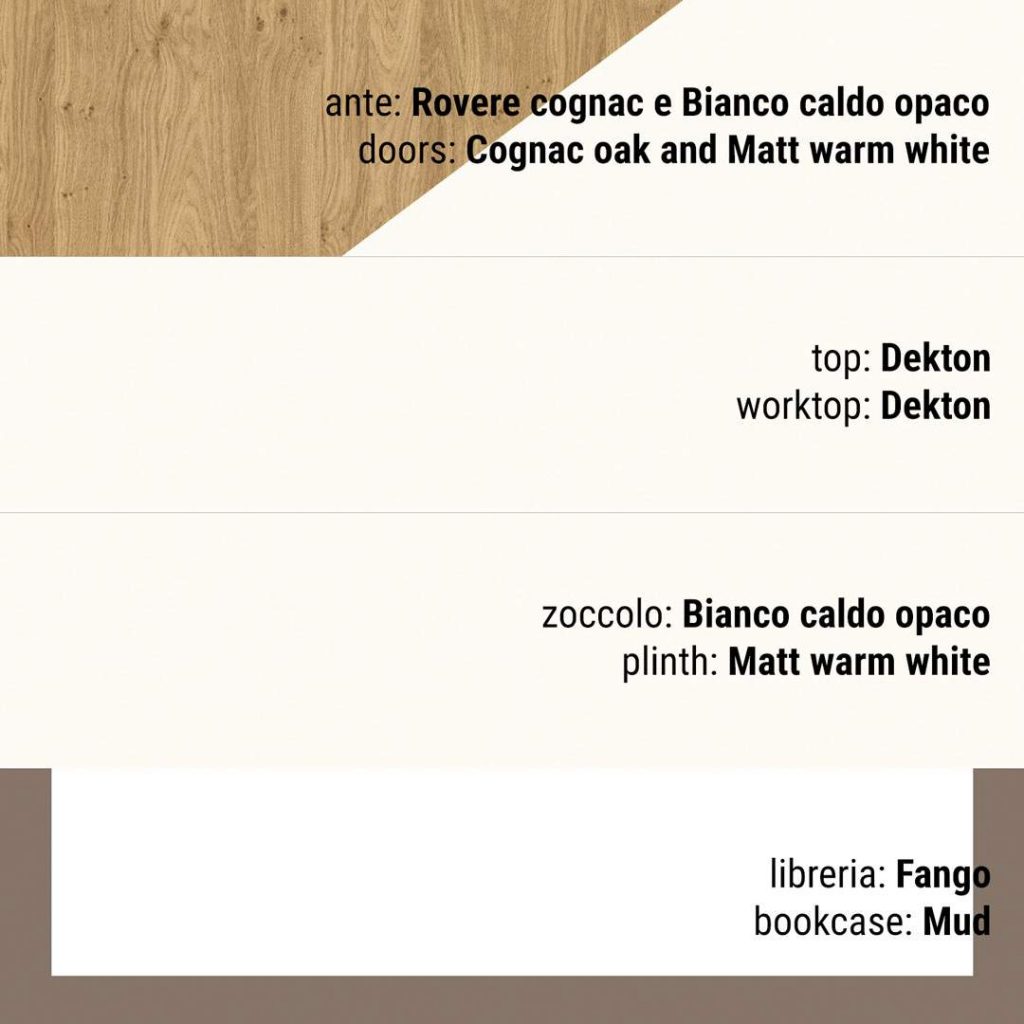 ante: Rovere cognac e Bianco caldo opaco
doors: Cognac oak and Matt warm white
top: Dekton
worktop: Dekton
zoccolo: Bianco caldo opaco
plinth: Matt warm white
libreria: Fango
bookcase: Mud